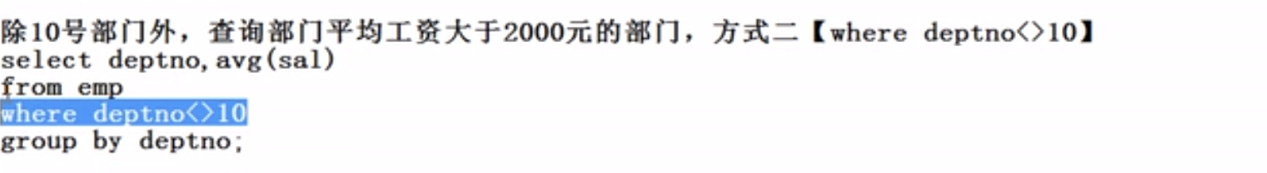 除10号部门外，查询部门平均工资大于2000元的部门，方式二【where deptno<>10】
select deptno,avg(sal)
from emp
where deptno<>10
group by deptno;